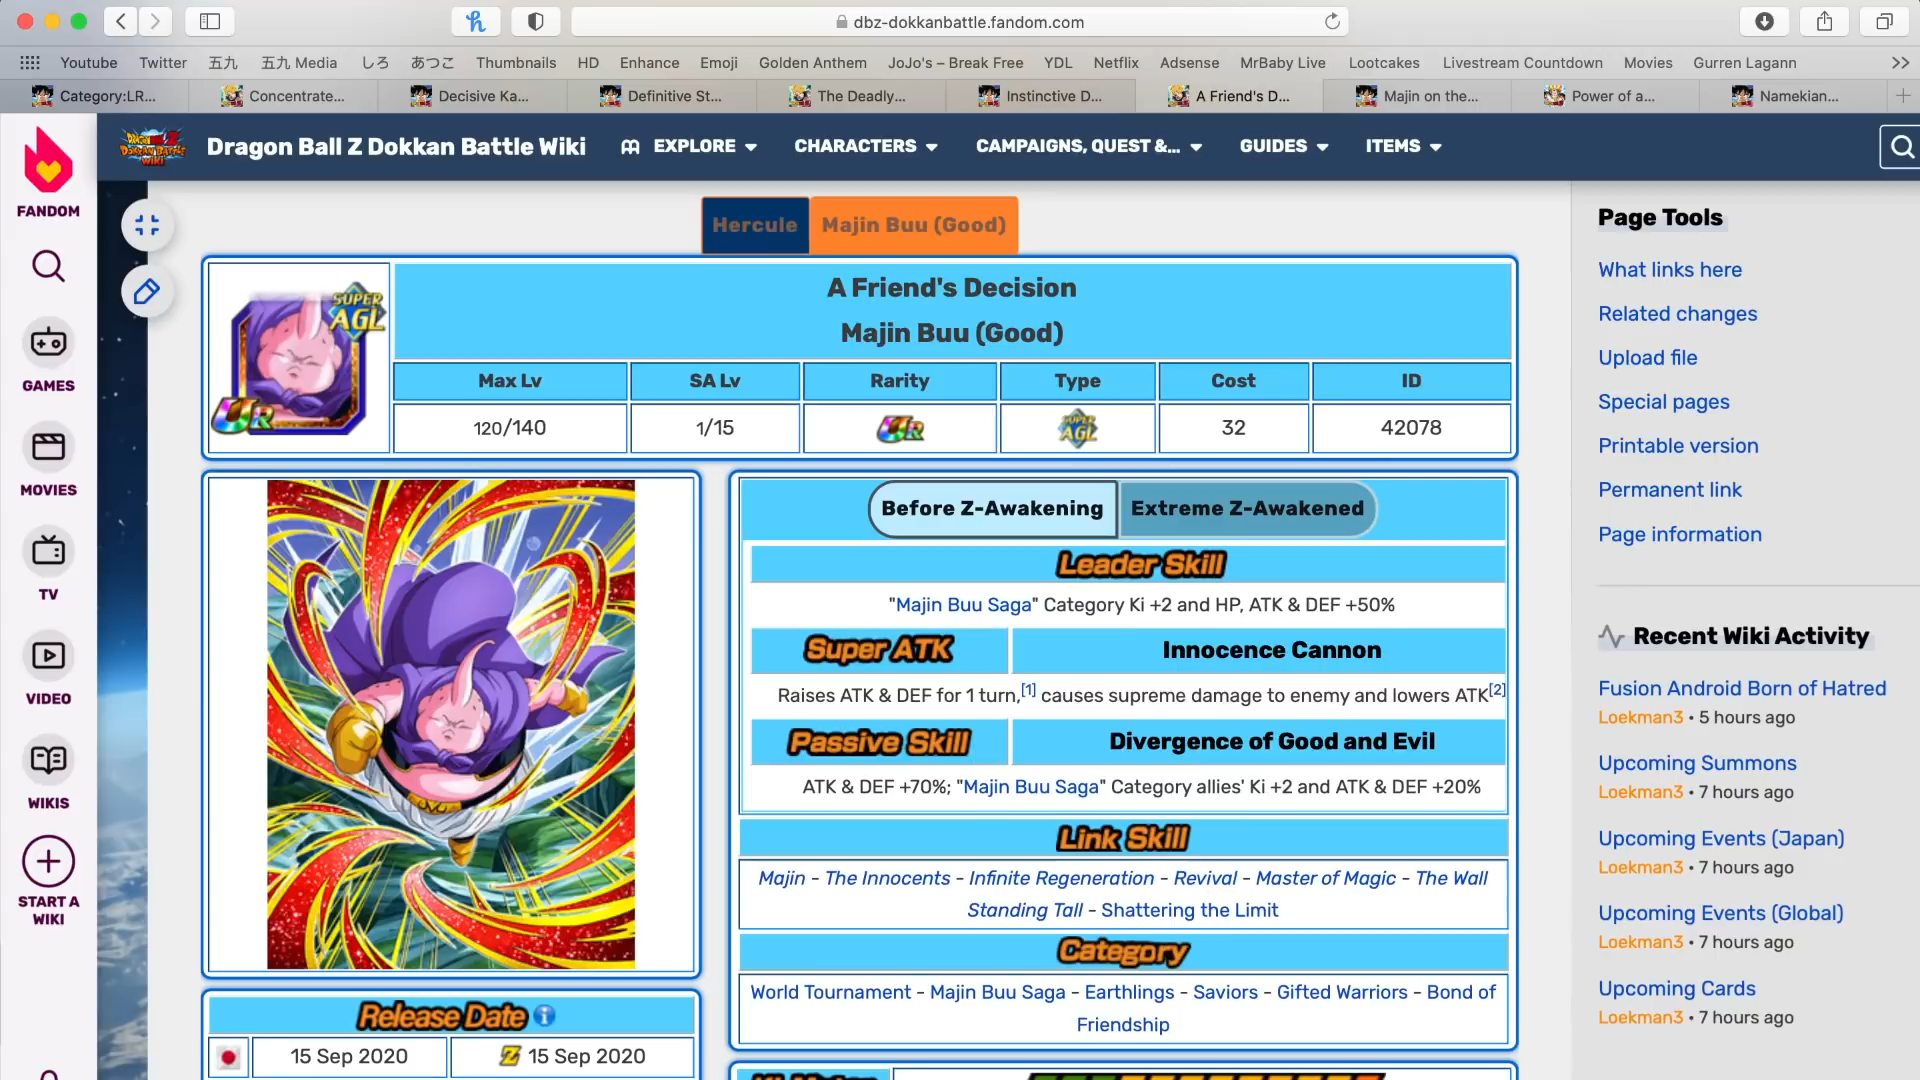 dbz-dokkanbattle.fandom.com
Youtube Twitter 五九 五九 Media しろ あつこ Thumbnails HD Enhance Emoji Golden Anthem JoJo's – Break Free YDL Netflix Adsense MrBaby Live Lootcakes Livestream Countdown Movies Gurren Lagann
Category:LR... Concentrate... Decisive Ka... Definitive St... The Deadly... Instinctive D... A Friend's D... Majin on the... Power of a... Namekian...
Dragon Ball Z Dokkan Battle Wiki EXPLORE CHARACTERS CAMPAIGNS, QUEST &... GUIDES ITEMS
FANDOM
GAMES
MOVIES
TV
VIDEO
WIKIS
START A
WIKI
Hercule Majin Buu (Good)
SUPER
AGL
UR
A Friend's Decision
Majin Buu (Good)
Max Lv SA Lv Rarity Type Cost ID
120/140 1/15 UR SUPER AGL 32 42078
Before Z-Awakening Extreme Z-Awakened
Leader Skill
"Majin Buu Saga" Category Ki +2 and HP, ATK & DEF +50%
Super ATK Innocence Cannon
Raises ATK & DEF for 1 turn,[1] causes supreme damage to enemy and lowers ATK[2]
Passive Skill Divergence of Good and Evil
ATK & DEF +70%; "Majin Buu Saga" Category allies' Ki +2 and ATK & DEF +20%
Link Skill
Majin - The Innocents - Infinite Regeneration - Revival - Master of Magic - The Wall
Standing Tall - Shattering the Limit
Category
World Tournament - Majin Buu Saga - Earthlings - Saviors - Gifted Warriors - Bond of
Friendship
Release Date
15 Sep 2020 Z 15 Sep 2020
Page Tools
What links here
Related changes
Upload file
Special pages
Printable version
Permanent link
Page information
Recent Wiki Activity
Fusion Android Born of Hatred
Loekman3 • 5 hours ago
Upcoming Summons
Loekman3 • 7 hours ago
Upcoming Events (Japan)
Loekman3 • 7 hours ago
Upcoming Events (Global)
Loekman3 • 7 hours ago
Upcoming Cards
Loekman3 • 7 hours ago